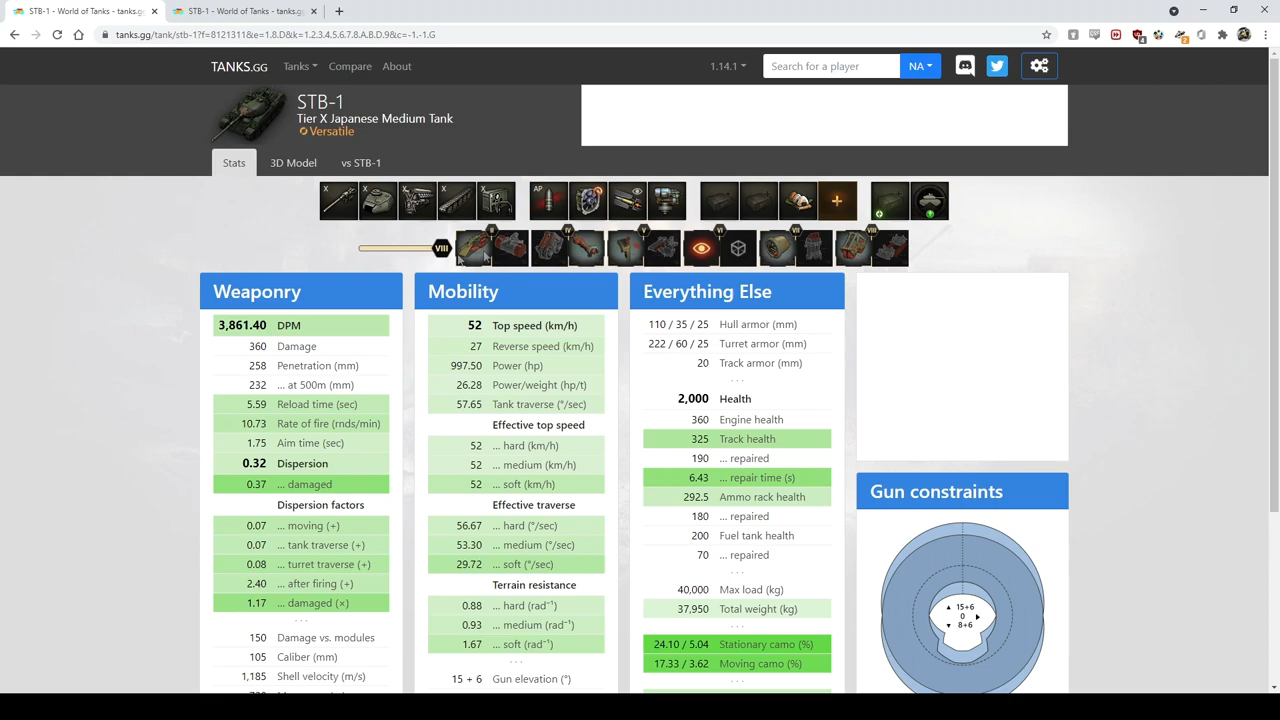 STB-1 - World of Tanks - tanks.g
STB-1 - World of Tanks - tanks.g
tanks.gg/tank/stb-1?f=8121311&e=1.8.D&k=1.2.3.4.5.6.7.8.A.B.D.9&c=-1.-1.G
TANKS.GG Tanks Compare About 1.14.1 Search for a player NA
STB-1
Tier X Japanese Medium Tank
Versatile
Stats 3D Model vs STB-1
X X X X X AP
VIII II IV V VI VII VIII
Weaponry
3,861.40 DPM
360 Damage
258 Penetration (mm)
232 ... at 500m (mm)
5.59 Reload time (sec)
10.73 Rate of fire (rnds/min)
1.75 Aim time (sec)
0.32 Dispersion
0.37 ... damaged
Dispersion factors
0.07 ... moving (+)
0.07 ... tank traverse (+)
0.08 ... turret traverse (+)
2.40 ... after firing (+)
1.17 ... damaged (×)
...
150 Damage vs. modules
105 Caliber (mm)
1,185 Shell velocity (m/s)
Mobility
52 Top speed (km/h)
27 Reverse speed (km/h)
997.50 Power (hp)
26.28 Power/weight (hp/t)
57.65 Tank traverse (°/sec)
Effective top speed
52 ... hard (km/h)
52 ... medium (km/h)
52 ... soft (km/h)
Effective traverse
56.67 ... hard (°/sec)
53.30 ... medium (°/sec)
29.72 ... soft (°/sec)
Terrain resistance
0.88 ... hard (rad⁻¹)
0.93 ... medium (rad⁻¹)
1.67 ... soft (rad⁻¹)
...
15 + 6 Gun elevation (°)
Everything Else
110 / 35 / 25 Hull armor (mm)
222 / 60 / 25 Turret armor (mm)
20 Track armor (mm)
...
2,000 Health
360 Engine health
325 Track health
190 ... repaired
6.43 ... repair time (s)
292.5 Ammo rack health
180 ... repaired
200 Fuel tank health
70 ... repaired
...
40,000 Max load (kg)
37,950 Total weight (kg)
...
24.10 / 5.04 Stationary camo (%)
17.33 / 3.62 Moving camo (%)
...
Gun constraints
▲ 15+6
0 ▶
▼ 8+6